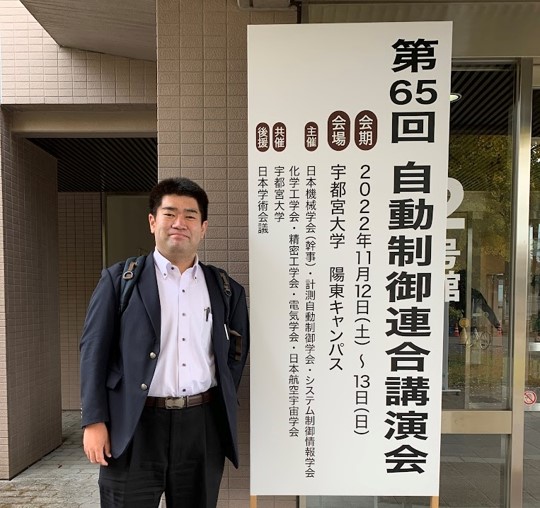 第65回 自動制御連合講演会
会期 2022年11月12日(土)～13日(日)
会場 宇都宮大学 陽東キャンパス
主催 日本機械学会(幹事)・計測自動制御学会・システム制御情報学会
化学工学会・精密工学会・電気学会・日本航空宇宙学会
共催 宇都宮大学
後援 日本学術会議
2号館